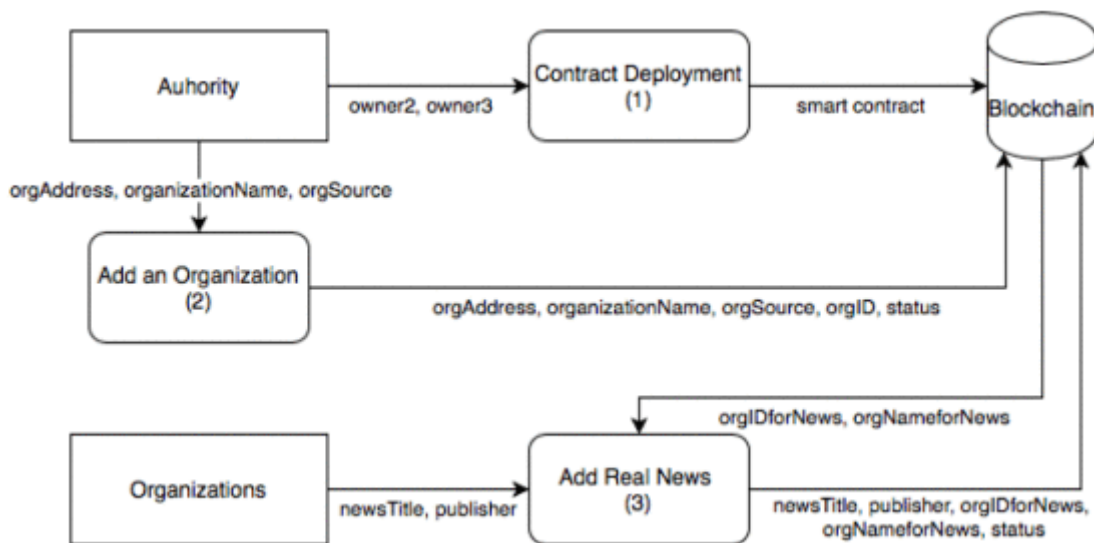 Auhority
owner2, owner3
Contract Deployment
(1)
smart contract
Blockchain
orgAddress, organizationName, orgSource
Add an Organization
(2)
orgAddress, organizationName, orgSource, orgID, status
orgIDforNews, orgNameforNews
Organizations
newsTitle, publisher
Add Real News
(3)
newsTitle, publisher, orgIDforNews,
orgNameforNews, status